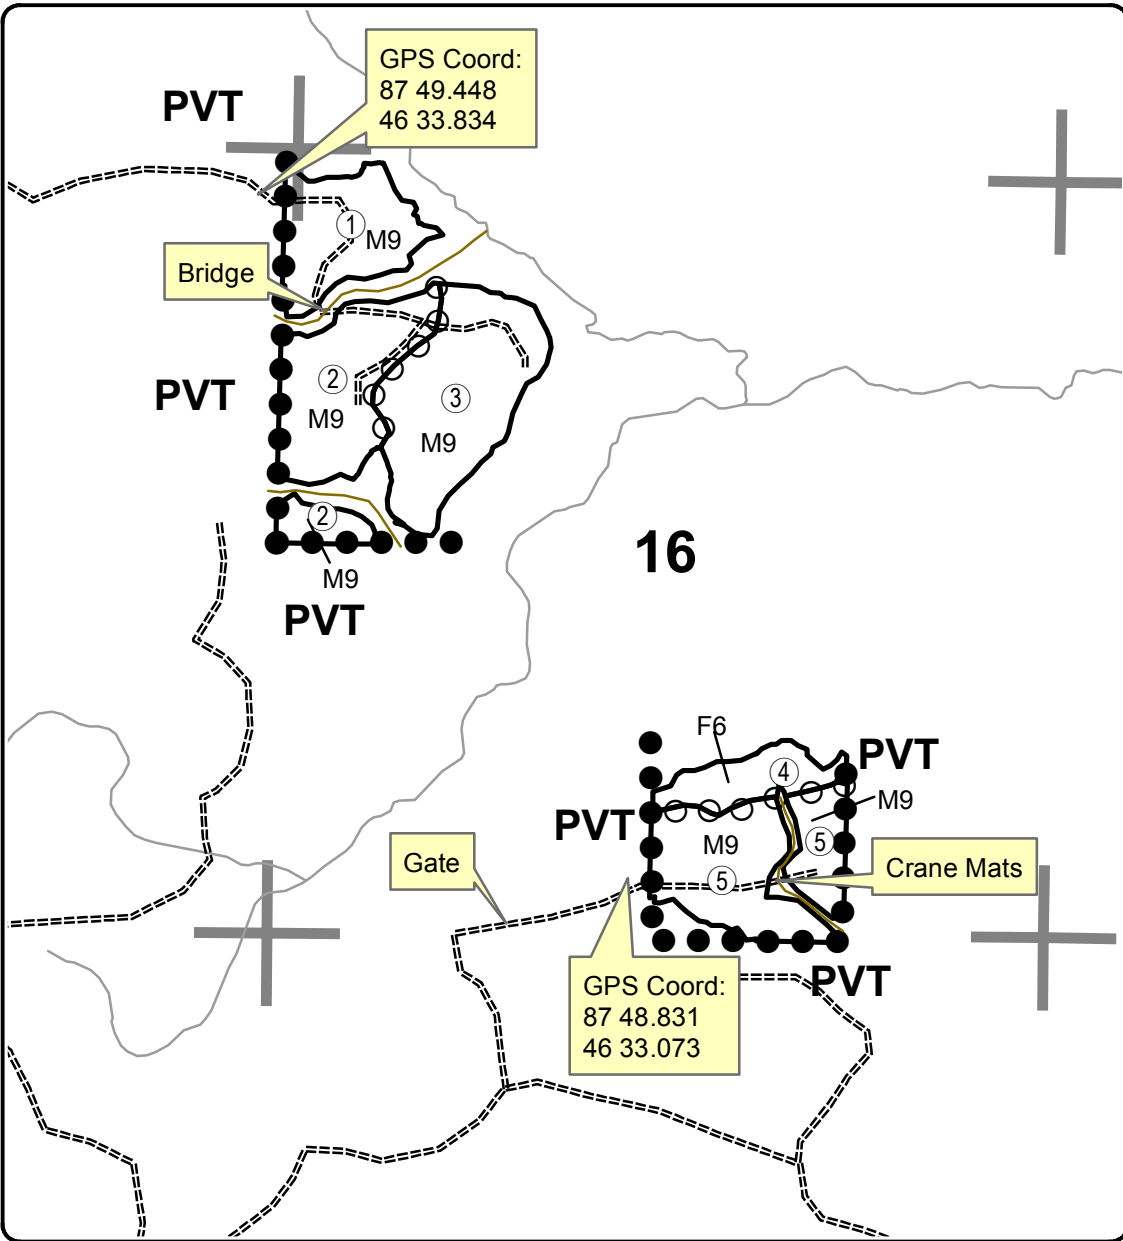 GPS Coord:
87 49.448
46 33.834
PVT
1
M9
Bridge
2
M9
PVT
3
M9
2
M9
PVT
16
F6
4
PVT
M9
PVT
M9
5
5
Gate
Crane Mats
GPS Coord:
87 48.831
46 33.073
PVT